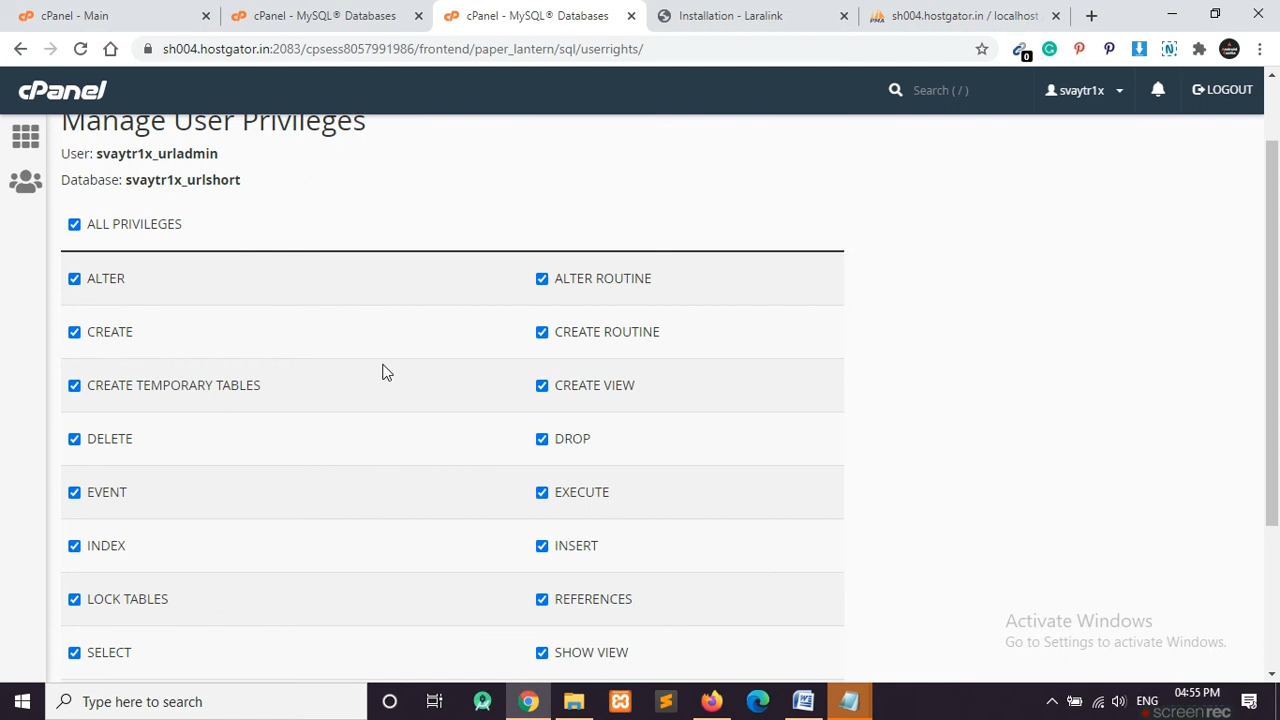 cPanel - Main
cPanel - MySQL® Databases
cPanel - MySQL® Databases
Installation - Laralink
sh004.hostgator.in / localhost
sh004.hostgator.in:2083/cpsess8057991986/frontend/paper_lantern/sql/userrights/
0
cPanel
Search ( / )
svaytr1x
LOGOUT
Manage User Privileges
User: svaytr1x_urladmin
Database: svaytr1x_urlshort
ALL PRIVILEGES
ALTER
ALTER ROUTINE
CREATE
CREATE ROUTINE
CREATE TEMPORARY TABLES
CREATE VIEW
DELETE
DROP
EVENT
EXECUTE
INDEX
INSERT
LOCK TABLES
REFERENCES
SELECT
SHOW VIEW
Activate Windows
Go to Settings to activate Windows.
Type here to search
ENG
04:55 PM
screenrec